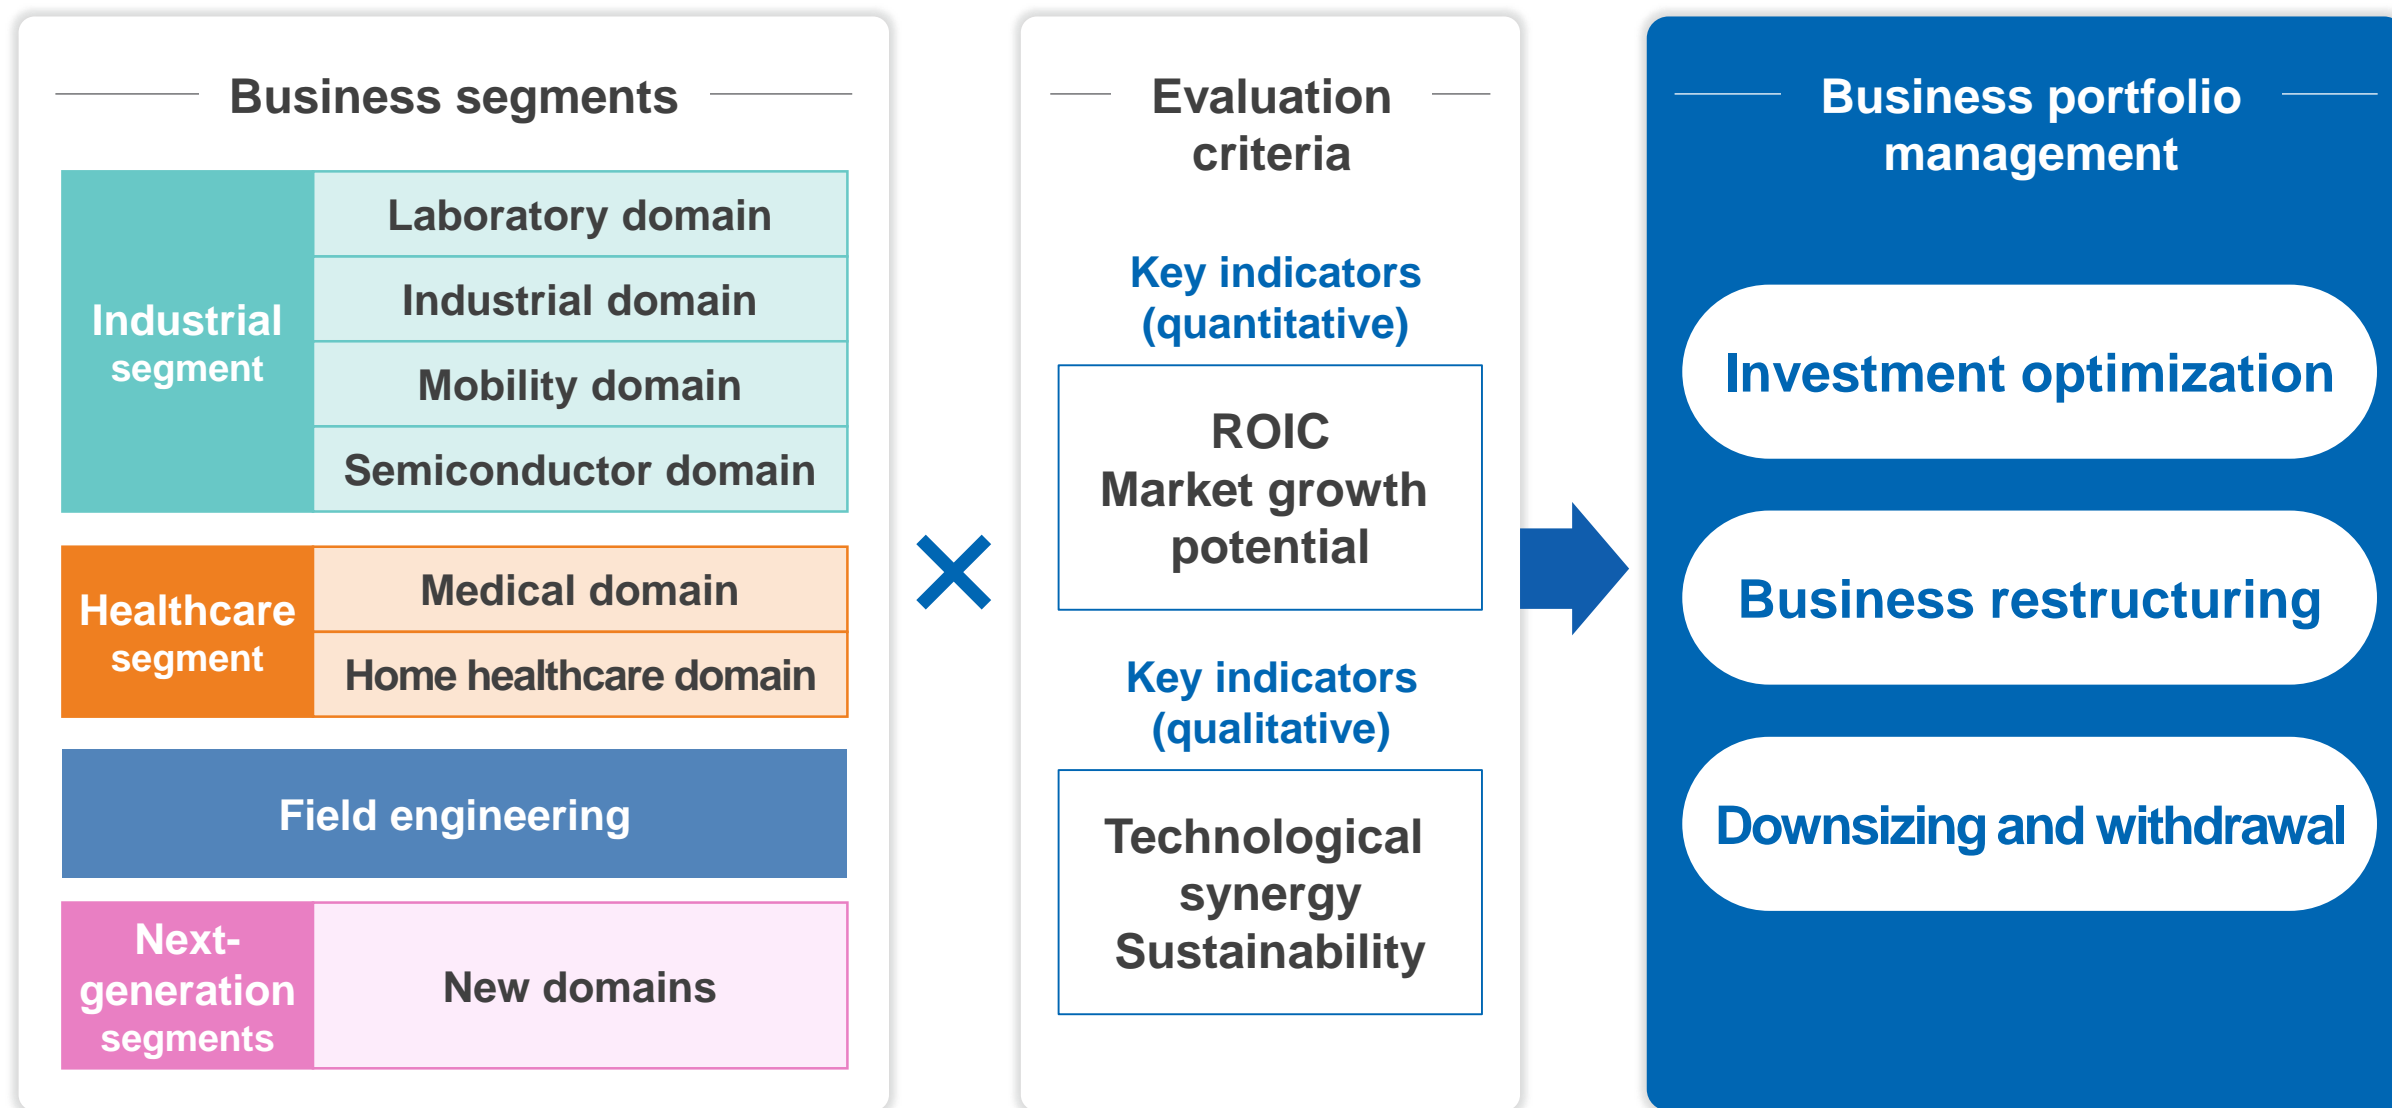 Business segments
Industrial
segment
Laboratory domain
Industrial domain
Mobility domain
Semiconductor domain
Healthcare
segment
Medical domain
Home healthcare domain
Field engineering
Next-
generation
segments
New domains
×
Evaluation
criteria
Key indicators
(quantitative)
ROIC
Market growth
potential
Key indicators
(qualitative)
Technological
synergy
Sustainability
Business portfolio
management
Investment optimization
Business restructuring
Downsizing and withdrawal